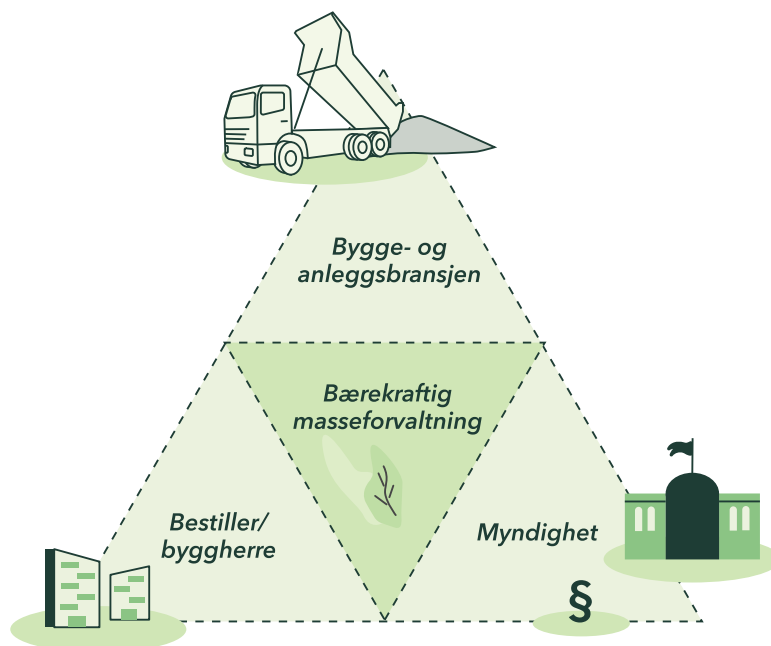 Bygge- og
anleggsbransjen
Bærekraftig
masseforvaltning
Bestiller/
byggherre
Myndighet
§